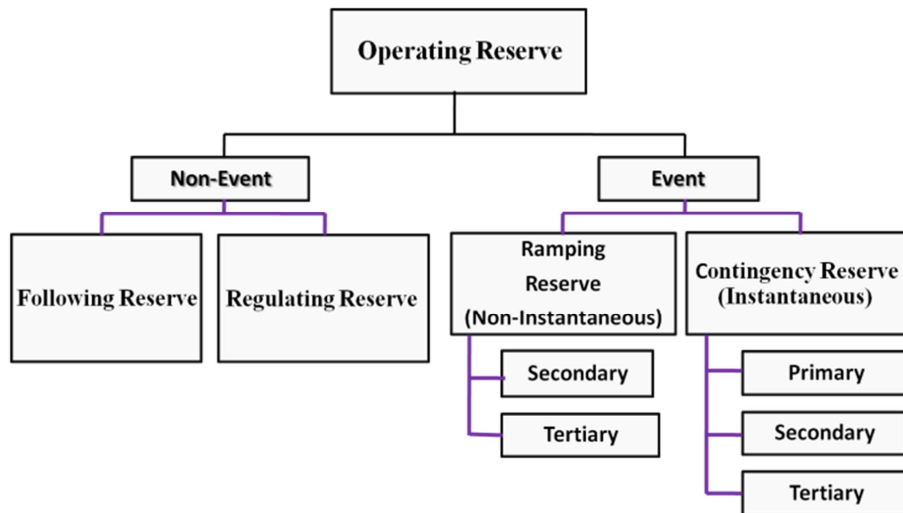 Operating Reserve
Non-Event
Event
Following Reserve
Regulating Reserve
Ramping
Reserve
(Non-Instantaneous)
Contingency Reserve
(Instantaneous)
Secondary
Tertiary
Primary
Secondary
Tertiary